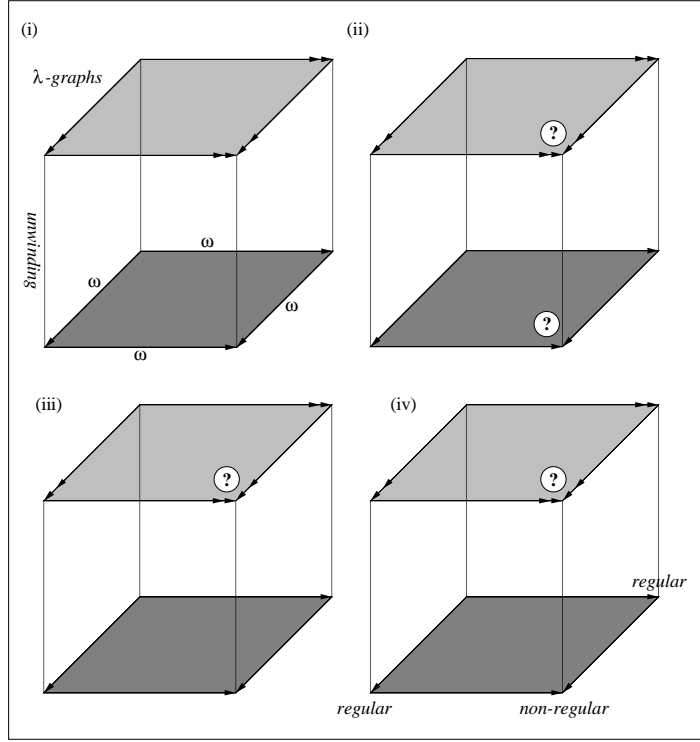 (i)
(ii)
λ-graphs
?
unwinding
ω
ω
ω
ω
?
(iii)
(iv)
?
?
regular
regular
non-regular